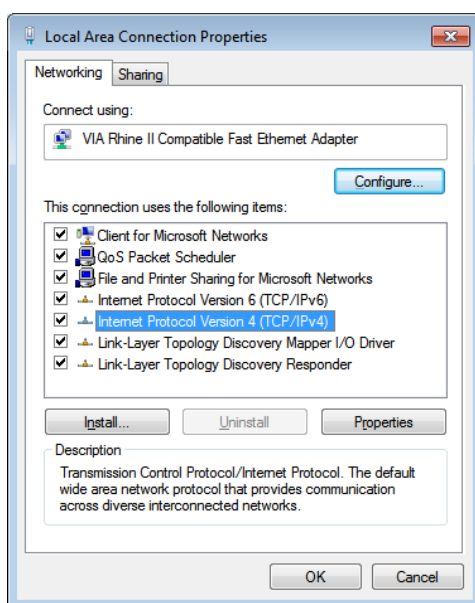 Local Area Connection Properties
Networking
Sharing
Connect using:
VIA Rhine II Compatible Fast Ethernet Adapter
Configure...
This connection uses the following items:
Client for Microsoft Networks
QoS Packet Scheduler
File and Printer Sharing for Microsoft Networks
Internet Protocol Version 6 (TCP/IPv6)
Internet Protocol Version 4 (TCP/IPv4)
Link-Layer Topology Discovery Mapper I/O Driver
Link-Layer Topology Discovery Responder
Install...
Uninstall
Properties
Description
Transmission Control Protocol/Internet Protocol. The default
wide area network protocol that provides communication
across diverse interconnected networks.
OK
Cancel